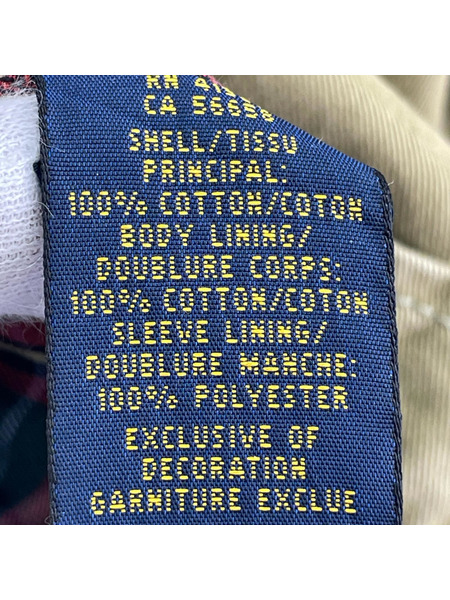 SHELL/TISSU
PRINCIPAL:
100% COTTON/COTON
BODY LINING/
DOUBLURE CORPS:
100% COTTON/COTON
SLEEVE LINING/
DOUBLURE MANCHE:
100% POLYESTER
EXCLUSIVE OF
DECORATION
GARNITURE EXCLUE